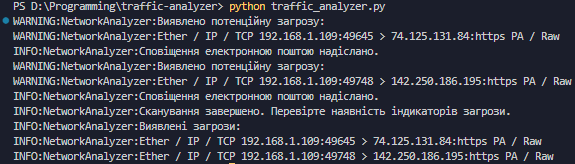 PS D:\Programming\traffic-analyzer> python traffic_analyzer.py
WARNING:NetworkAnalyzer:Виявлено потенційну загрозу:
WARNING:NetworkAnalyzer:Ether / IP / TCP 192.168.1.109:49645 > 74.125.131.84:https PA / Raw
INFO:NetworkAnalyzer:Сповіщення електронною поштою надіслано.
WARNING:NetworkAnalyzer:Виявлено потенційну загрозу:
WARNING:NetworkAnalyzer:Ether / IP / TCP 192.168.1.109:49748 > 142.250.186.195:https PA / Raw
INFO:NetworkAnalyzer:Сповіщення електронною поштою надіслано.
INFO:NetworkAnalyzer:Сканування завершено. Перевірте наявність індикаторів загрози.
INFO:NetworkAnalyzer:Виявлені загрози:
INFO:NetworkAnalyzer:Ether / IP / TCP 192.168.1.109:49645 > 74.125.131.84:https PA / Raw
INFO:NetworkAnalyzer:Ether / IP / TCP 192.168.1.109:49748 > 142.250.186.195:https PA / Raw